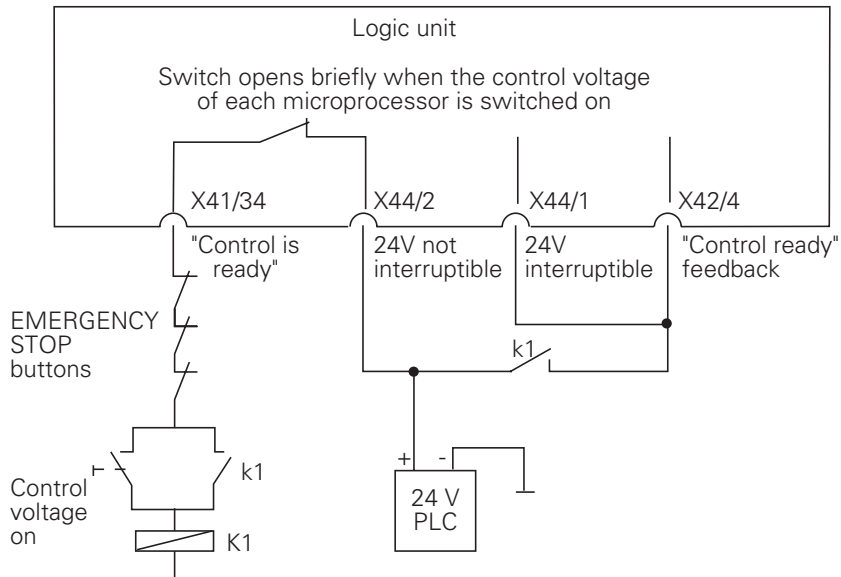 Logic unit
Switch opens briefly when the control voltage
of each microprocessor is switched on
X41/34
X44/2
X44/1
X42/4
"Control is
ready"
24V not
interruptible
24V
interruptible
"Control ready"
feedback
EMERGENCY
STOP
buttons
k1
+
-
24 V
PLC
Control
voltage
on
k1
K1